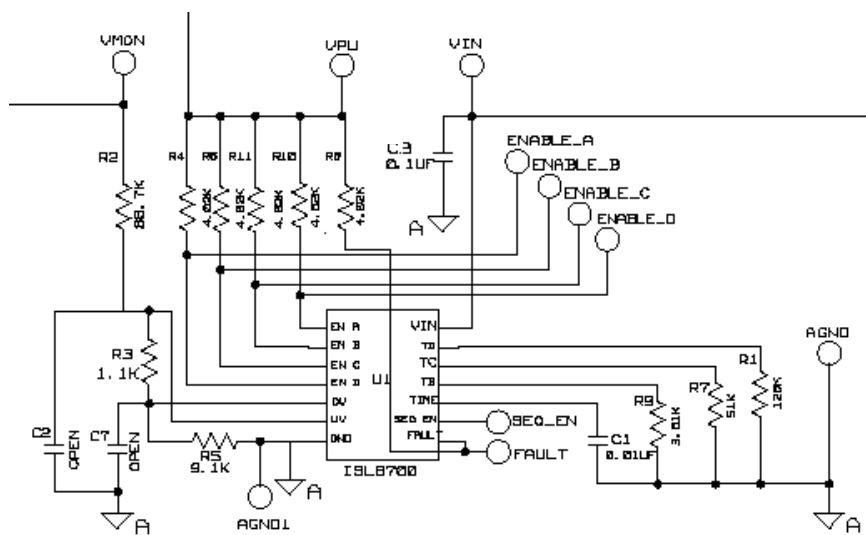 VMON
VPU
VIN
R2
R4
R6
R11
R10
R8
C3
0.1UF
ENABLE_A
ENABLE_B
ENABLE_C
ENABLE_D
88.7K
4.02K
4.02K
4.02K
4.02K
4.02K
A
EN A
VIN
AGND
EN B
TD
R3
EN C
U1
TC
R1
1.1K
EN D
TB
R7
OV
TIME
R9
51K
120K
UV
SEQ EN
SEQ_EN
3.01K
C7
GND
FAULT
C1
OPEN
OPEN
R5
9.1K
ISL8700
FAULT
0.01UF
A
A
A
AGND1